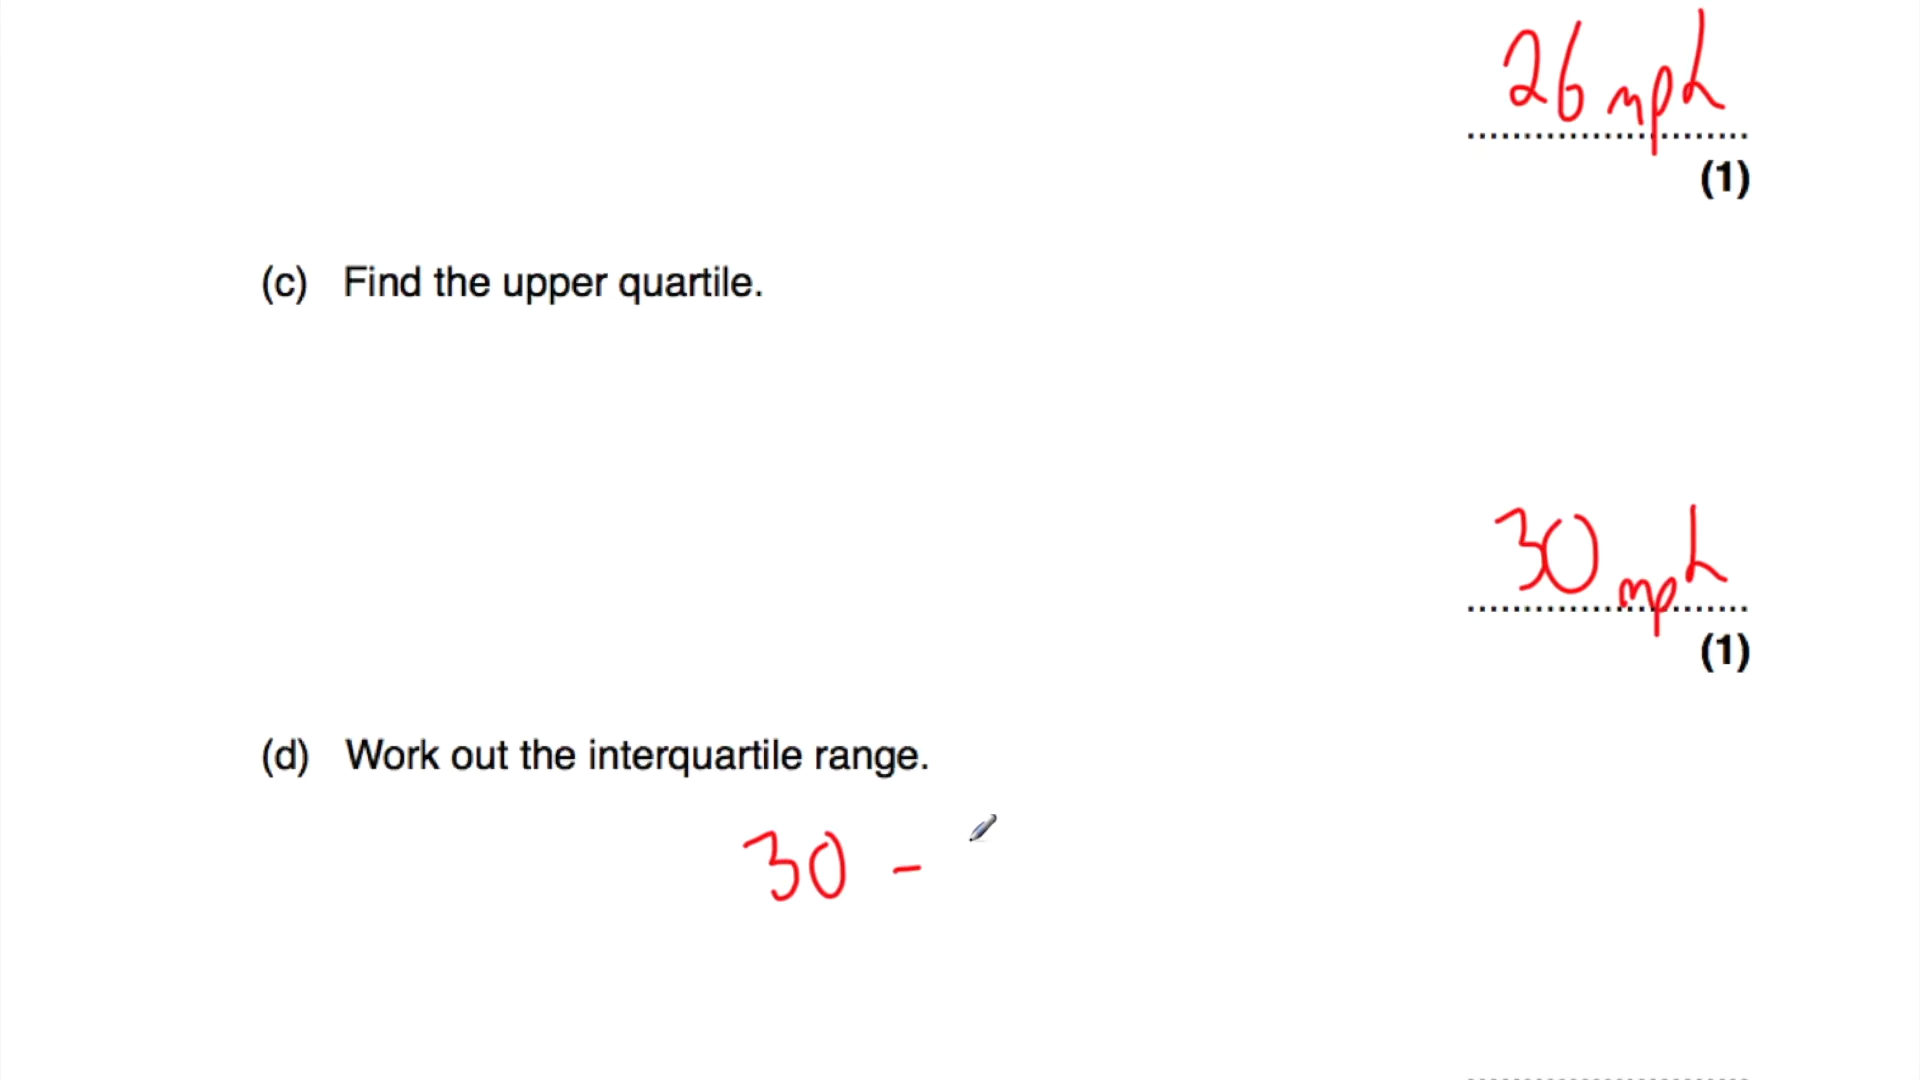 26 mph
(1)
(c) Find the upper quartile.
30 mph
(1)
(d) Work out the interquartile range.
30 -